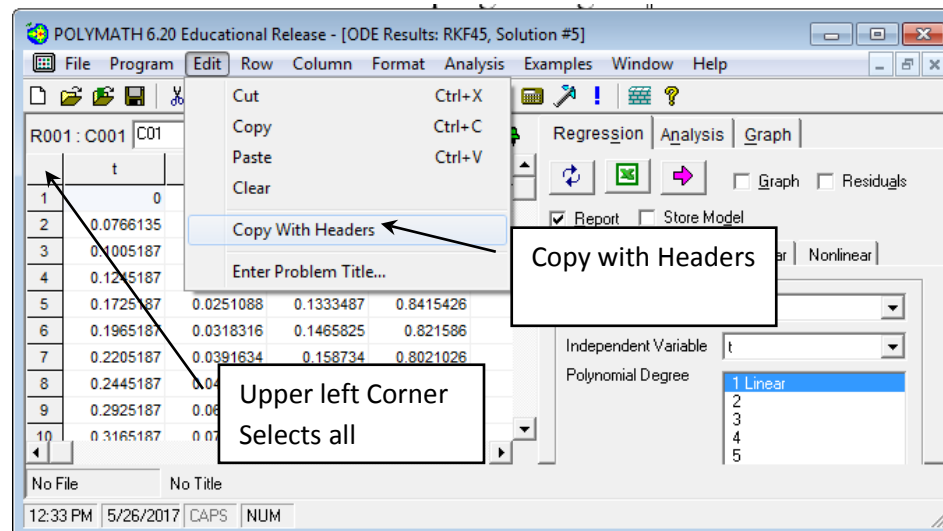 POLYMATH 6.20 Educational Release - [ODE Results: RKF45, Solution #5]
File Program Edit Row Column Format Analysis Examples Window Help
Cut Ctrl+X
Copy Ctrl+C
Paste Ctrl+V
Clear
Copy With Headers
Enter Problem Title...
R001 : C001 C01
Regression Analysis Graph
Graph Residuals
Report Store Model
Nonlinear
Copy with Headers
t
1 0
2 0.0766135
3 0.1005187
4 0.1245187
5 0.1725187 0.0251088 0.1333487 0.8415426
6 0.1965187 0.0318316 0.1465825 0.821586
7 0.2205187 0.0391634 0.158734 0.8021026
8 0.2445187
9 0.2925187
10 0.3165187
Upper left Corner
Selects all
Independent Variable t
Polynomial Degree
1 Linear
2
3
4
5
No File No Title
12:33 PM 5/26/2017 CAPS NUM